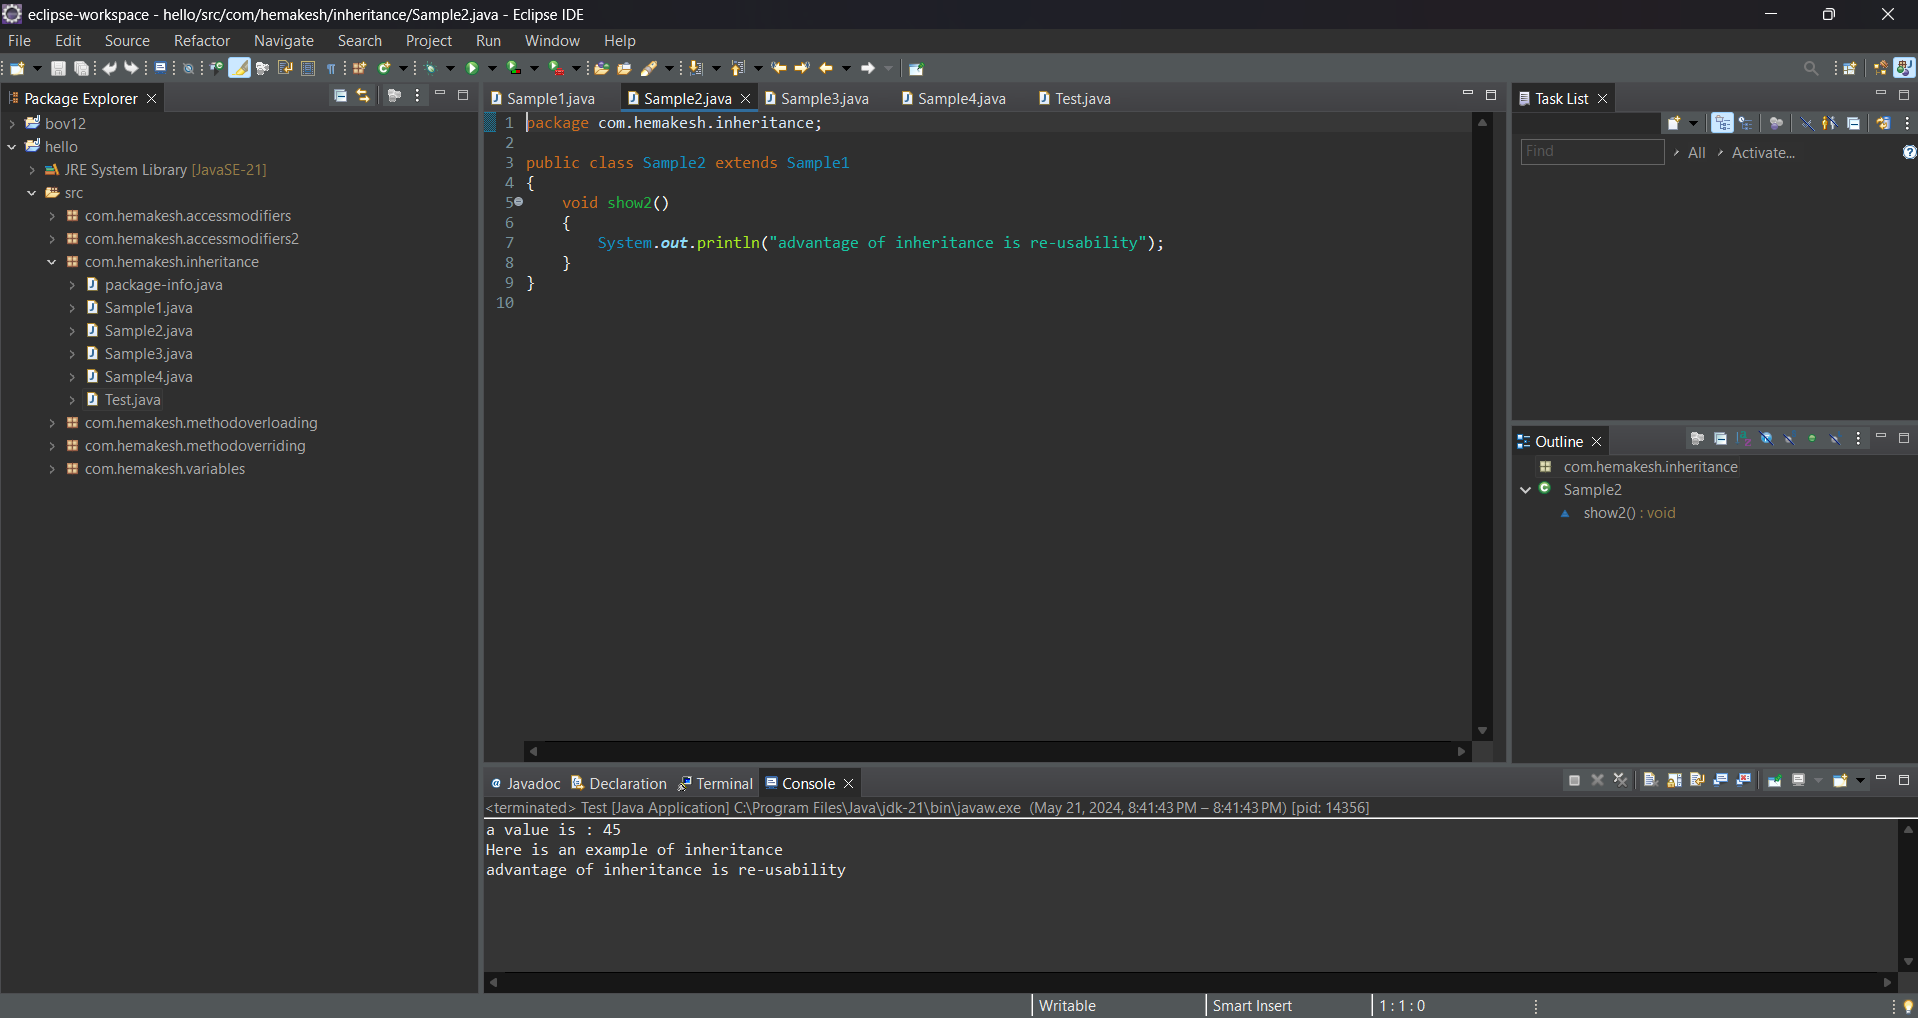 eclipse-workspace - hello/src/com/hemakesh/inheritance/Sample2.java - Eclipse IDE
File Edit Source Refactor Navigate Search Project Run Window Help
Package Explorer
bov12
hello
JRE System Library [JavaSE-21]
src
com.hemakesh.accessmodifiers
com.hemakesh.accessmodifiers2
com.hemakesh.inheritance
package-info.java
Sample1.java
Sample2.java
Sample3.java
Sample4.java
Test.java
com.hemakesh.methodoverloading
com.hemakesh.methodoverriding
com.hemakesh.variables
Sample1.java Sample2.java Sample3.java Sample4.java Test.java
1 package com.hemakesh.inheritance;
2
3 public class Sample2 extends Sample1
4 {
5 void show2()
6 {
7 System.out.println("advantage of inheritance is re-usability");
8 }
9 }
10
Task List
Find All Activate...
Outline
com.hemakesh.inheritance
Sample2
show2() : void
Javadoc Declaration Terminal Console
<terminated> Test [Java Application] C:\Program Files\Java\jdk-21\bin\javaw.exe (May 21, 2024, 8:41:43 PM – 8:41:43 PM) [pid: 14356]
a value is : 45
Here is an example of inheritance
advantage of inheritance is re-usability
Writable Smart Insert 1 : 1 : 0